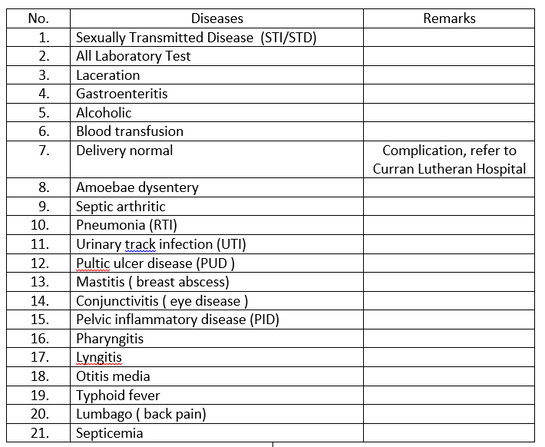 No. Diseases Remarks
1. Sexually Transmitted Disease (STI/STD)
2. All Laboratory Test
3. Laceration
4. Gastroenteritis
5. Alcoholic
6. Blood transfusion
7. Delivery normal Complication, refer to
Curran Lutheran Hospital
8. Amoebae dysentery
9. Septic arthritic
10. Pneumonia (RTI)
11. Urinary track infection (UTI)
12. Pultic ulcer disease (PUD )
13. Mastitis ( breast abscess)
14. Conjunctivitis ( eye disease )
15. Pelvic inflammatory disease (PID)
16. Pharyngitis
17. Lyngitis
18. Otitis media
19. Typhoid fever
20. Lumbago ( back pain)
21. Septicemia